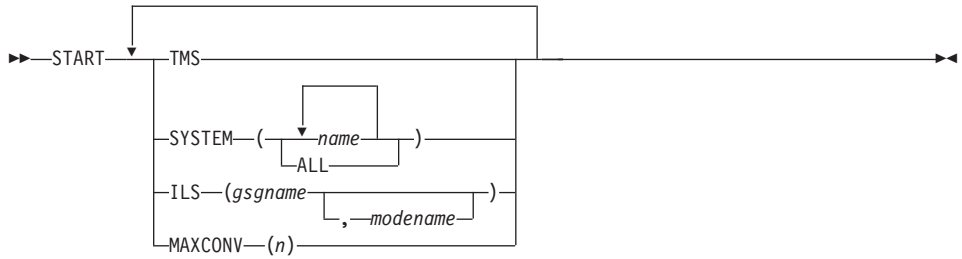 START TMS
SYSTEM ( name )
ALL
ILS (gsgname )
, modename
MAXCONV (n)